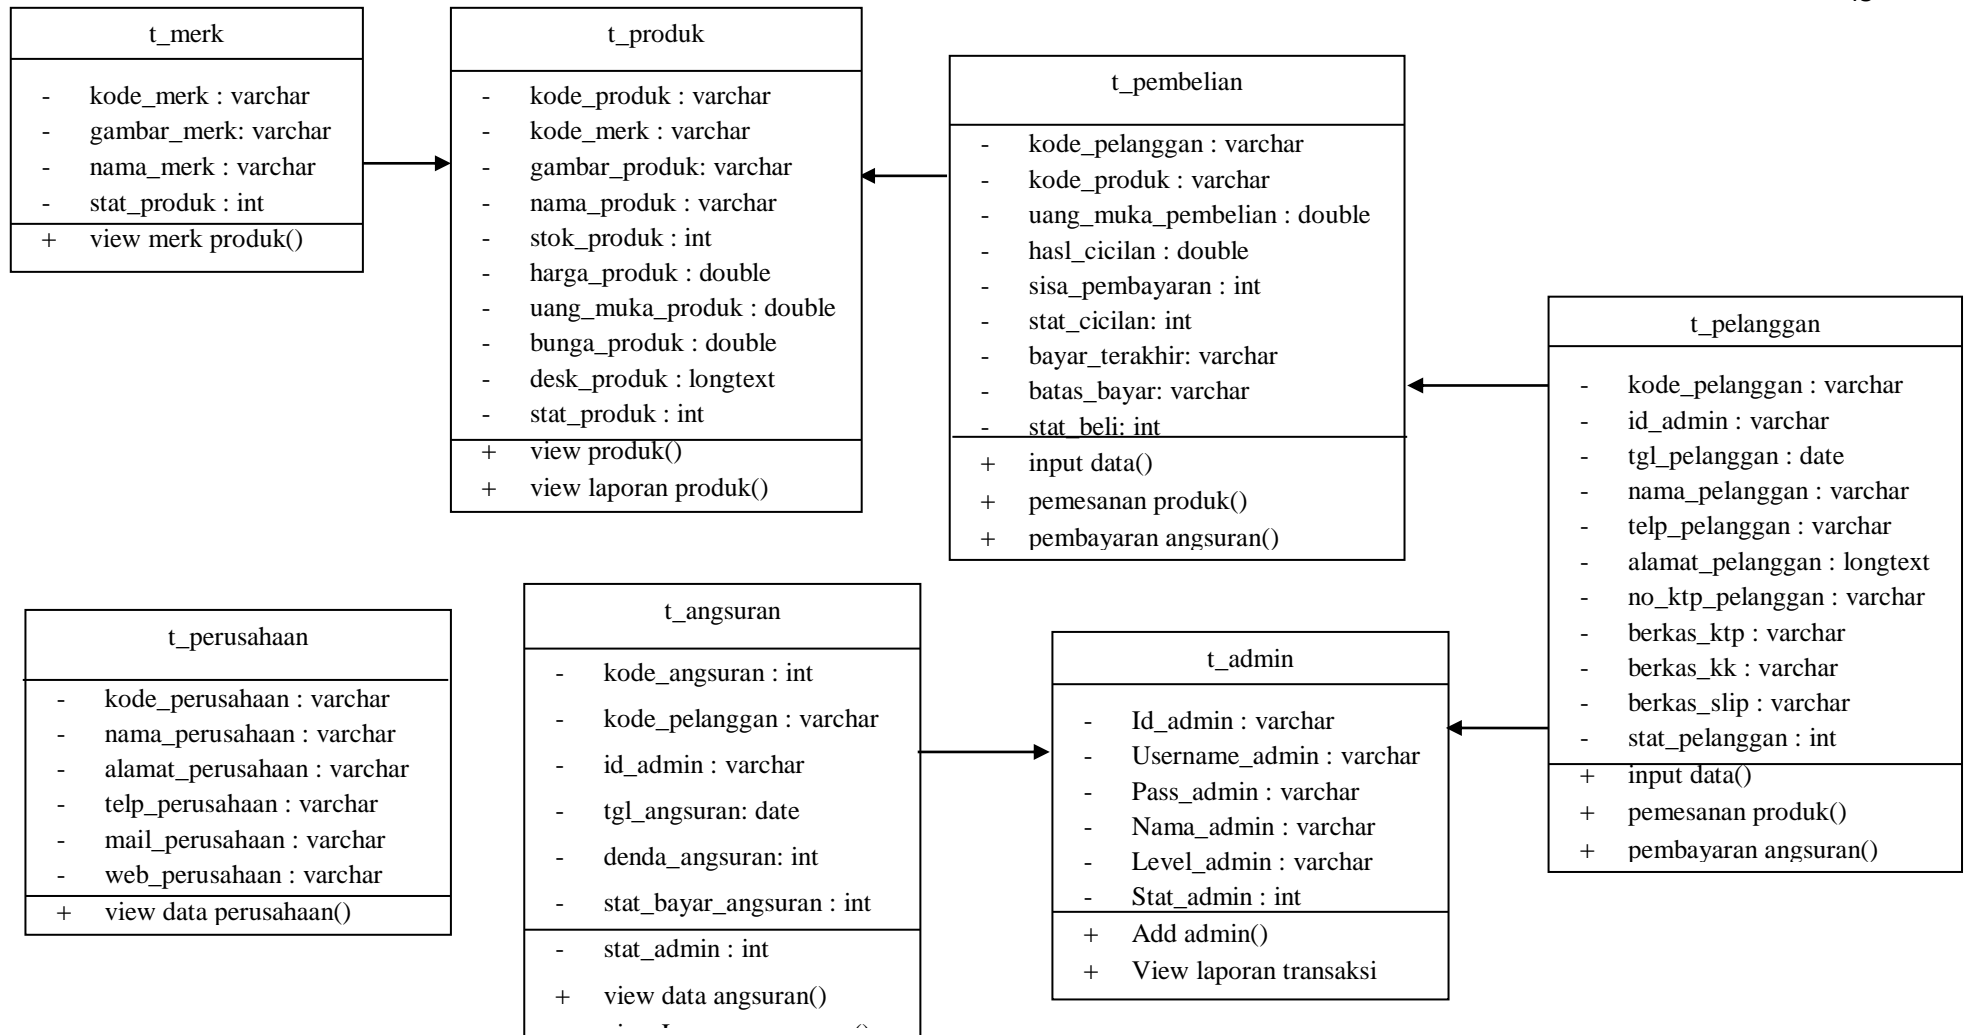 t_merk
- kode_merk : varchar
- gambar_merk: varchar
- nama_merk : varchar
- stat_produk : int
+ view merk produk()
t_produk
- kode_produk : varchar
- kode_merk : varchar
- gambar_produk: varchar
- nama_produk : varchar
- stok_produk : int
- harga_produk : double
- uang_muka_produk : double
- bunga_produk : double
- desk_produk : longtext
- stat_produk : int
+ view produk()
+ view laporan produk()
t_pembelian
- kode_pelanggan : varchar
- kode_produk : varchar
- uang_muka_pembelian : double
- hasl_cicilan : double
- sisa_pembayaran : int
- stat_cicilan: int
- bayar_terakhir: varchar
- batas_bayar: varchar
- stat_beli: int
+ input data()
+ pemesanan produk()
+ pembayaran angsuran()
t_pelanggan
- kode_pelanggan : varchar
- id_admin : varchar
- tgl_pelanggan : date
- nama_pelanggan : varchar
- telp_pelanggan : varchar
- alamat_pelanggan : longtext
- no_ktp_pelanggan : varchar
- berkas_ktp : varchar
- berkas_kk : varchar
- berkas_slip : varchar
- stat_pelanggan : int
+ input data()
+ pemesanan produk()
+ pembayaran angsuran()
t_perusahaan
- kode_perusahaan : varchar
- nama_perusahaan : varchar
- alamat_perusahaan : varchar
- telp_perusahaan : varchar
- mail_perusahaan : varchar
- web_perusahaan : varchar
+ view data perusahaan()
t_angsuran
- kode_angsuran : int
- kode_pelanggan : varchar
- id_admin : varchar
- tgl_angsuran: date
- denda_angsuran: int
- stat_bayar_angsuran : int
- stat_admin : int
+ view data angsuran()
t_admin
- Id_admin : varchar
- Username_admin : varchar
- Pass_admin : varchar
- Nama_admin : varchar
- Level_admin : varchar
- Stat_admin : int
+ Add admin()
+ View laporan transaksi